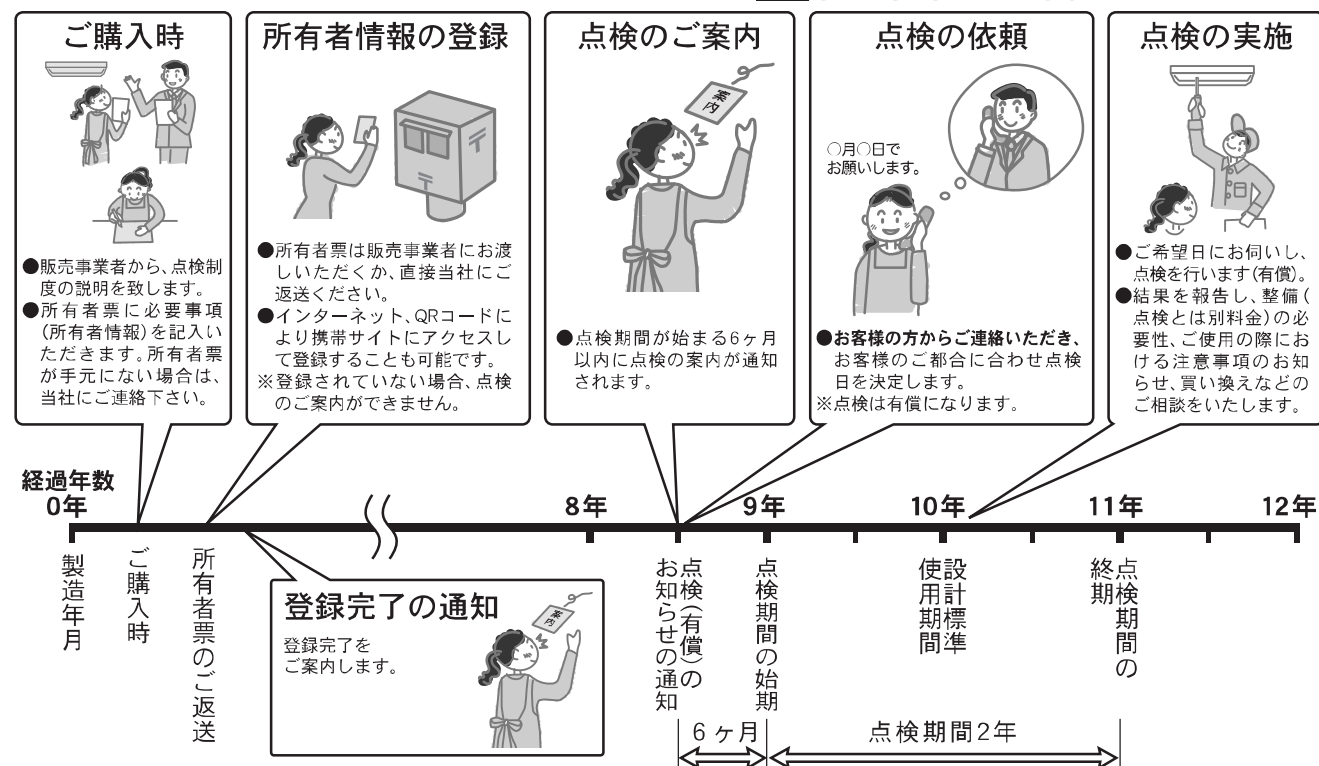 ご購入時
●販売事業者から、点検制
度の説明を致します。
●所有者票に必要事項
(所有者情報)を記入い
ただきます。所有者票
が手元にない場合は、
当社にご連絡下さい。
所有者情報の登録
●所有者票は販売事業者にお渡
しいただくか、直接当社にご
返送ください。
●インターネット、QRコードに
より携帯サイトにアクセスし
て登録することも可能です。
※登録されていない場合、点検
のご案内ができません。
点検のご案内
案内
●点検期間が始まる6ヶ月
以内に点検の案内が通知
されます。
点検の依頼
○月○日で
お願いします。
●お客様の方からご連絡いただき、
お客様のご都合に合わせ点検
日を決定します。
※点検は有償になります。
点検の実施
●ご希望日にお伺いし、
点検を行います(有償)。
●結果を報告し、整備(
点検とは別料金)の必
要性、ご使用の際にお
ける注意事項のお知
らせ、買い換えなどの
ご相談をいたします。
経過年数
0年
8年
9年
10年
11年
12年
製造年月
ご購入時
所有者票のご返送
登録完了の通知
登録完了を
ご案内します。
案内
点検(有償)の
お知らせの通知
点検期間の始期
設計標準
使用期間
点検期間の
終期
6ヶ月
点検期間2年